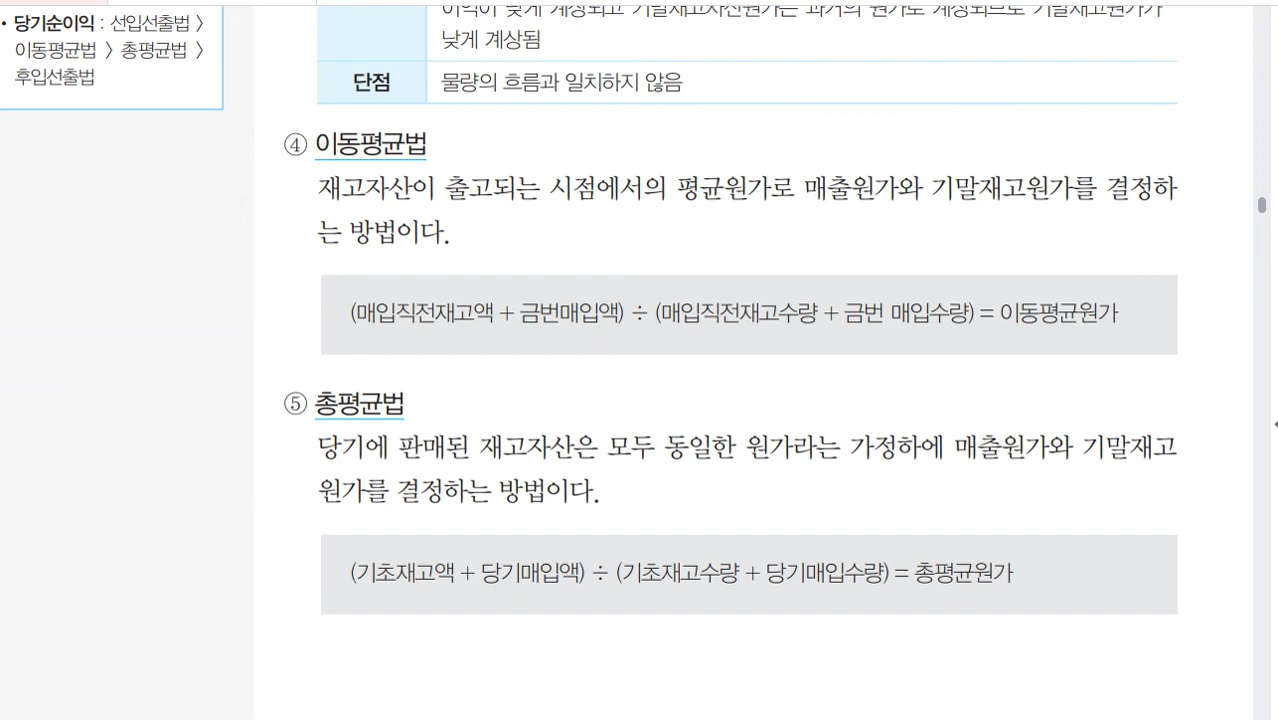 • 당기순이익 : 선입선출법 〉
이동평균법 〉 총평균법 〉
후입선출법
낮게 계상됨
단점 물량의 흐름과 일치하지 않음
④ 이동평균법
재고자산이 출고되는 시점에서의 평균원가로 매출원가와 기말재고원가를 결정하
는 방법이다.
(매입직전재고액 + 금번매입액) ÷ (매입직전재고수량 + 금번 매입수량) = 이동평균원가
⑤ 총평균법
당기에 판매된 재고자산은 모두 동일한 원가라는 가정하에 매출원가와 기말재고
원가를 결정하는 방법이다.
(기초재고액 + 당기매입액) ÷ (기초재고수량 + 당기매입수량) = 총평균원가